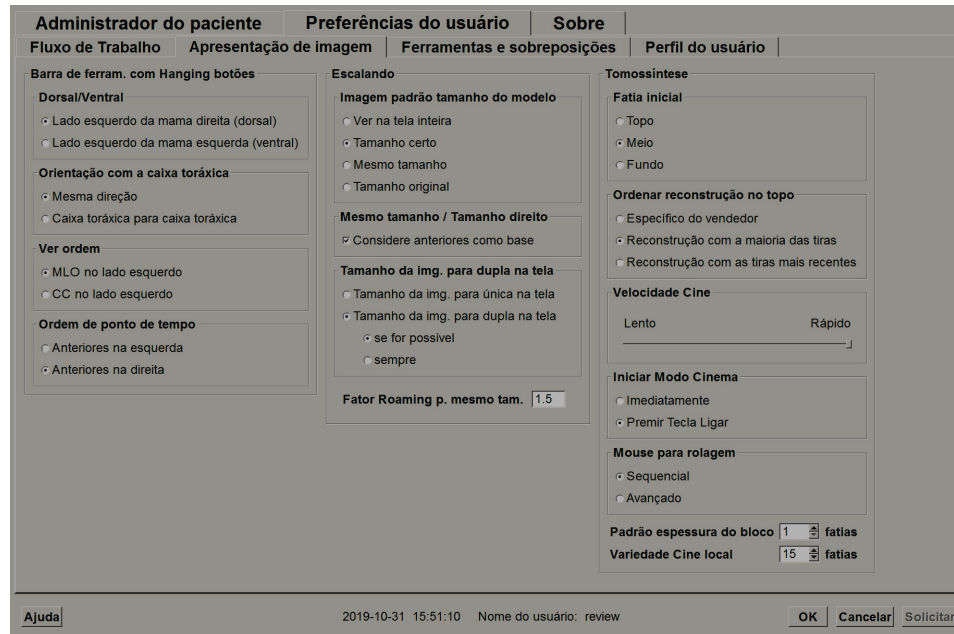 Administrador do paciente
Preferências do usuário
Sobre
Fluxo de Trabalho
Apresentação de imagem
Ferramentas e sobreposições
Perfil do usuário
Barra de ferram. com Hanging botões
Dorsal/Ventral
Lado esquerdo da mama direita (dorsal)
Lado esquerdo da mama esquerda (ventral)
Orientação com a caixa toráxica
Mesma direção
Caixa toráxica para caixa toráxica
Ver ordem
MLO no lado esquerdo
CC no lado esquerdo
Ordem de ponto de tempo
Anteriores na esquerda
Anteriores na direita
Escalando
Imagem padrão tamanho do modelo
Ver na tela inteira
Tamanho certo
Mesmo tamanho
Tamanho original
Mesmo tamanho / Tamanho direito
Considere anteriores como base
Tamanho da img. para dupla na tela
Tamanho da img. para única na tela
Tamanho da img. para dupla na tela
se for possivel
sempre
Fator Roaming p. mesmo tam. 1.5
Tomossíntese
Fatia inicial
Topo
Meio
Fundo
Ordenar reconstrução no topo
Especifico do vendedor
Reconstrução com a maioria das tiras
Reconstrução com as tiras mais recentes
Velocidade Cine
Lento Rápido
Iniciar Modo Cinema
Imediatamente
Premir Tecla Ligar
Mouse para rolagem
Sequencial
Avançado
Padrão espessura do bloco 1 fatias
Variedade Cine local 15 fatias
Ajuda 2019-10-31 15:51:10 Nome do usuário: review OK Cancelar Solicitar